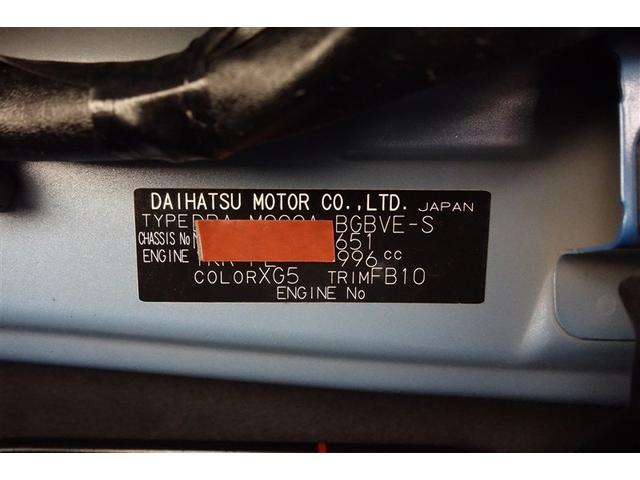 DAIHATSU MOTOR CO.,LTD. JAPAN
TYPE BGBVE-S
CHASSIS No 651
ENGINE 996cc
COLOR XG5 TRIM FB10
ENGINE No